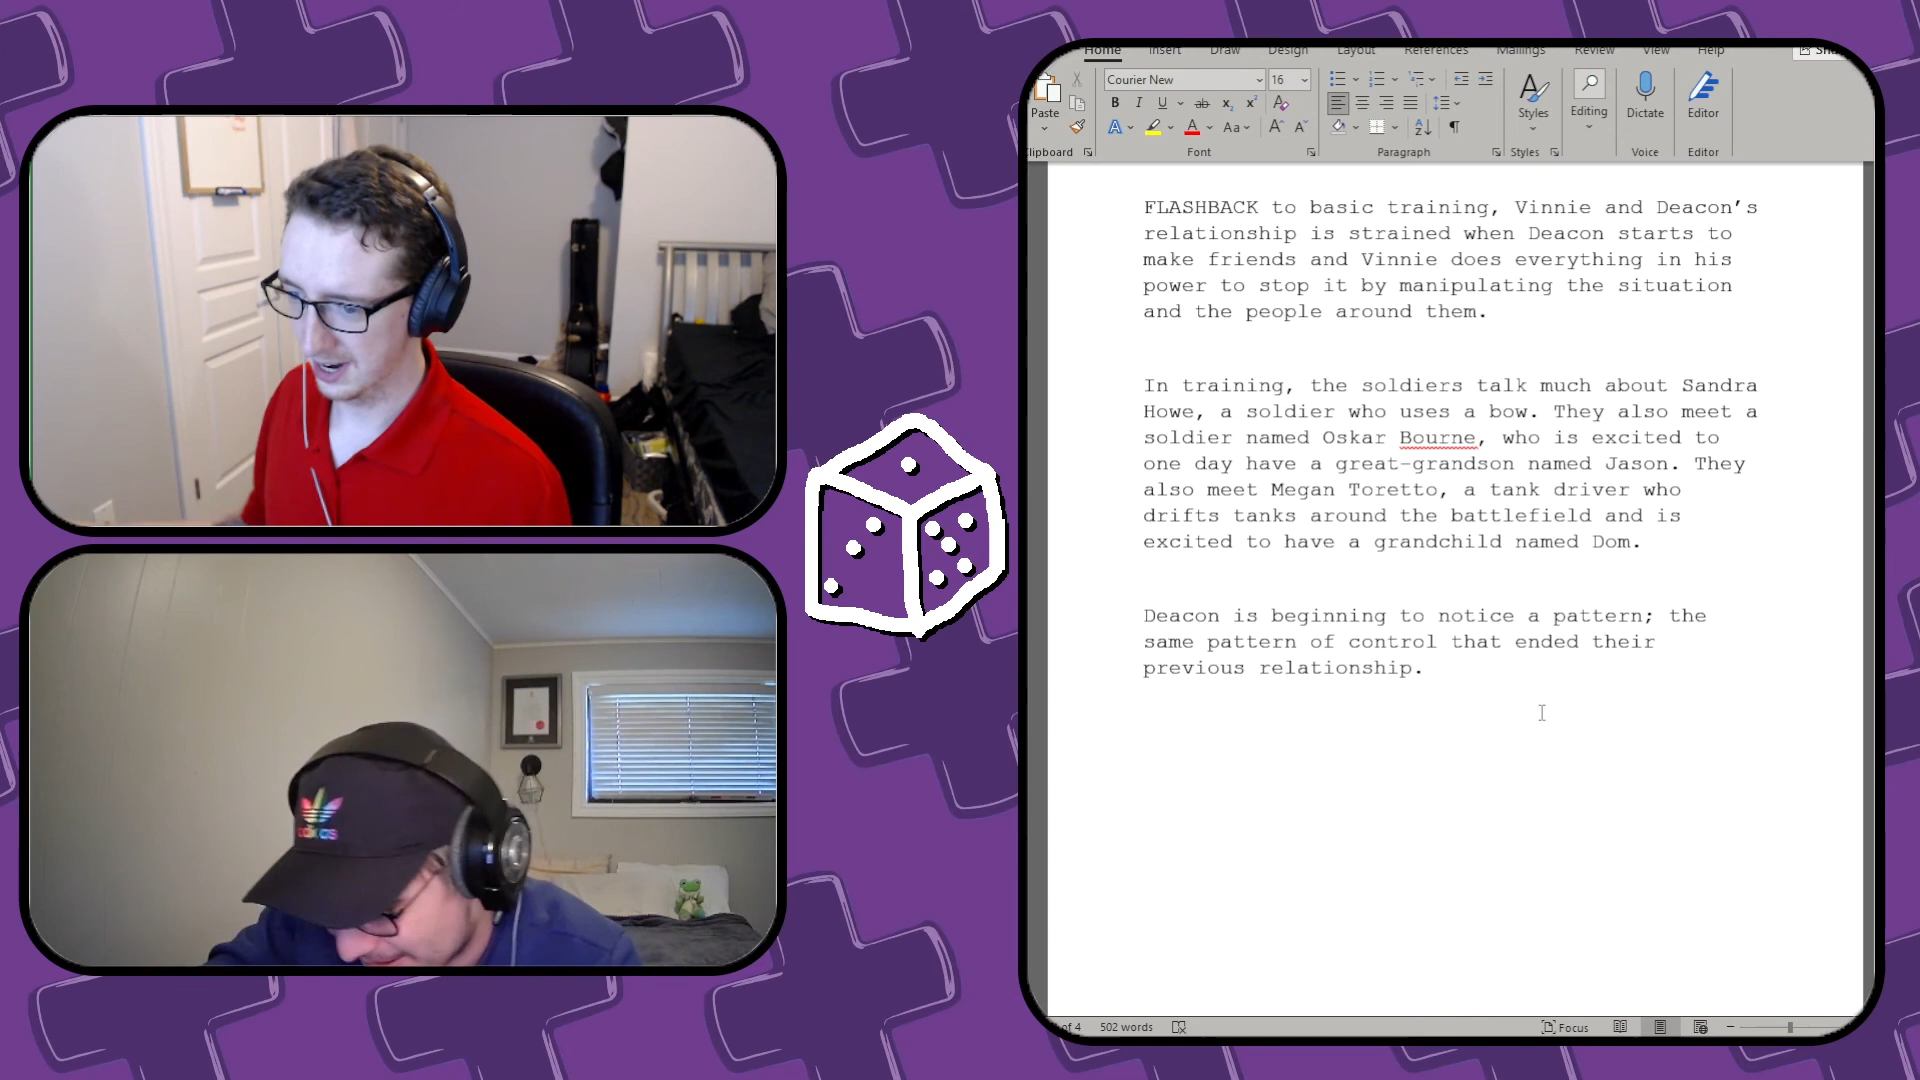 Home Insert Draw Design Layout References Mailings Review View Help
Courier New 16
Paste
Styles
Editing
Dictate
Editor
Font
Paragraph
Styles
Voice
Editor
FLASHBACK to basic training, Vinnie and Deacon’s
relationship is strained when Deacon starts to
make friends and Vinnie does everything in his
power to stop it by manipulating the situation
and the people around them.
In training, the soldiers talk much about Sandra
Howe, a soldier who uses a bow. They also meet a
soldier named Oskar Bourne, who is excited to
one day have a great-grandson named Jason. They
also meet Megan Toretto, a tank driver who
drifts tanks around the battlefield and is
excited to have a grandchild named Dom.
Deacon is beginning to notice a pattern; the
same pattern of control that ended their
previous relationship.
of 4 502 words Focus
adidas